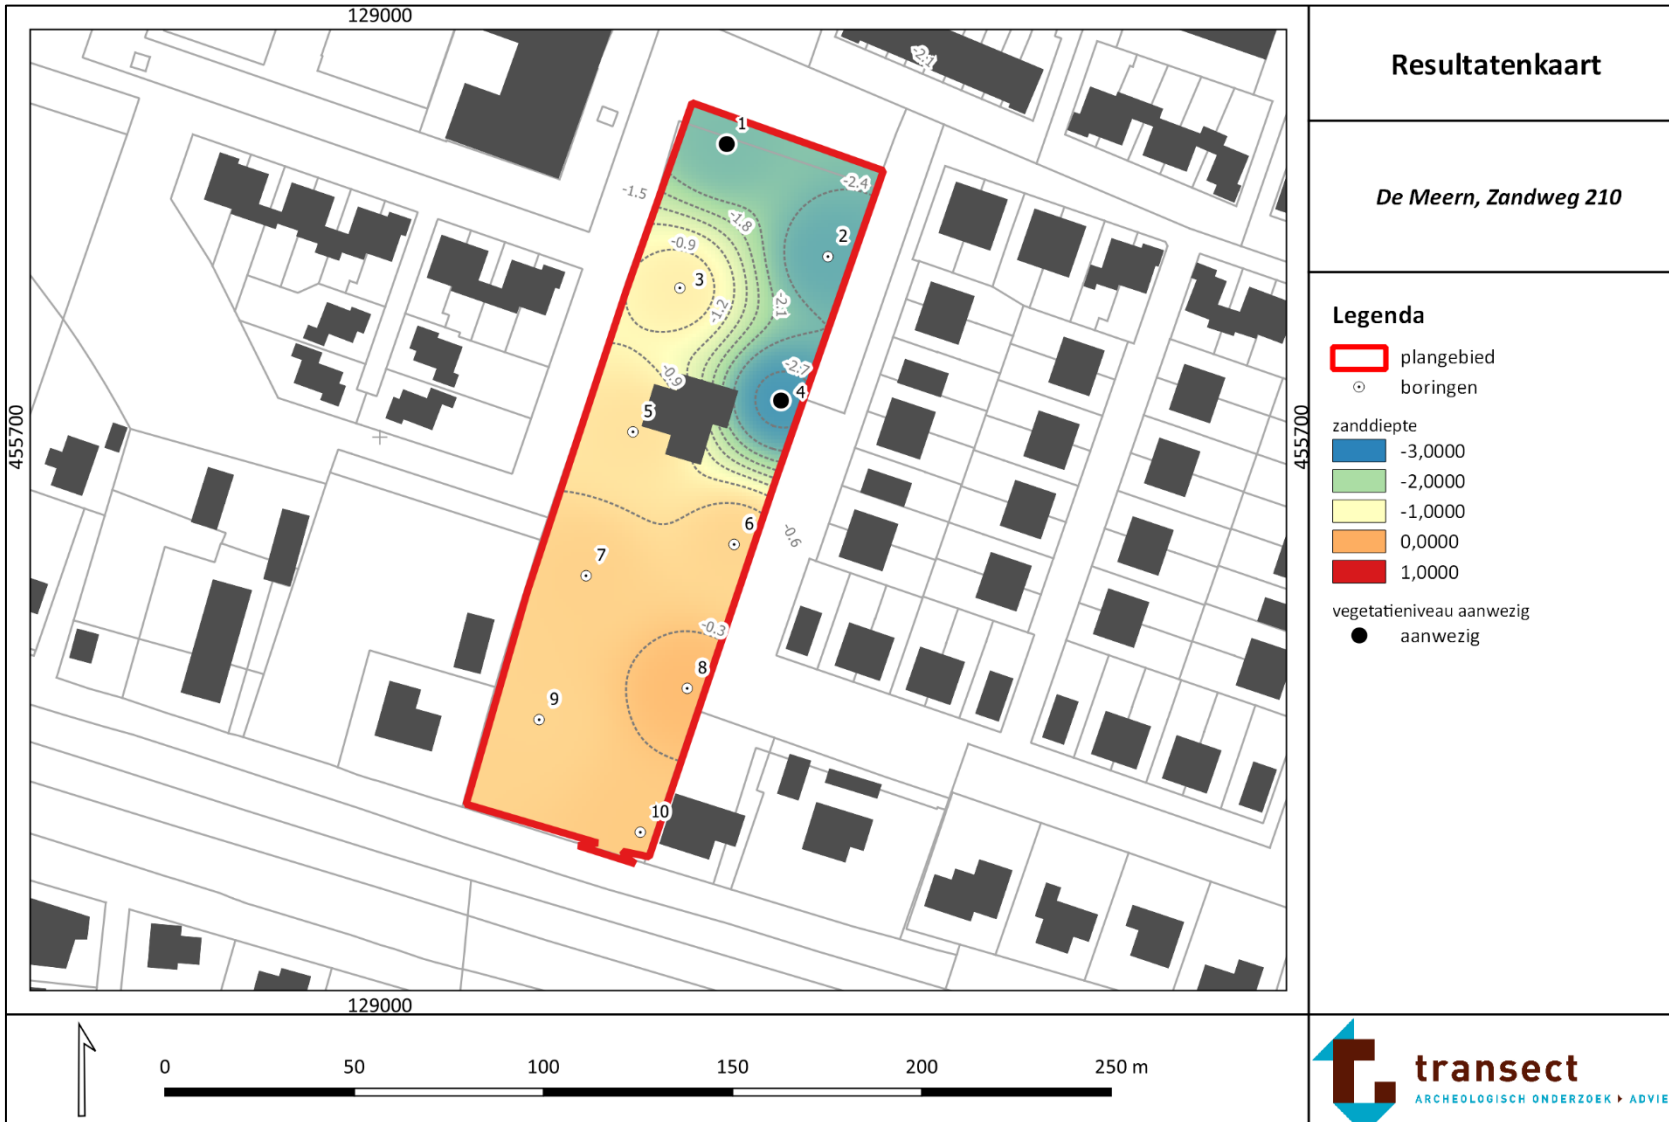 129000
Resultatenkaart
De Meern, Zandweg 210
-2.1
1
-2.4
-1.5
-1.8
2
-0.9
3
-1.2
-2.1
-0.9
-2.7
4
5
455700
455700
6
-0.6
7
-0.3
8
9
10
129000
Legenda
plangebied
boringen
zanddiepte
-3,0000
-2,0000
-1,0000
0,0000
1,0000
vegetatieniveau aanwezig
aanwezig
0 50 100 150 200 250 m
transect
ARCHEOLOGISCH ONDERZOEK ▸ ADVIE